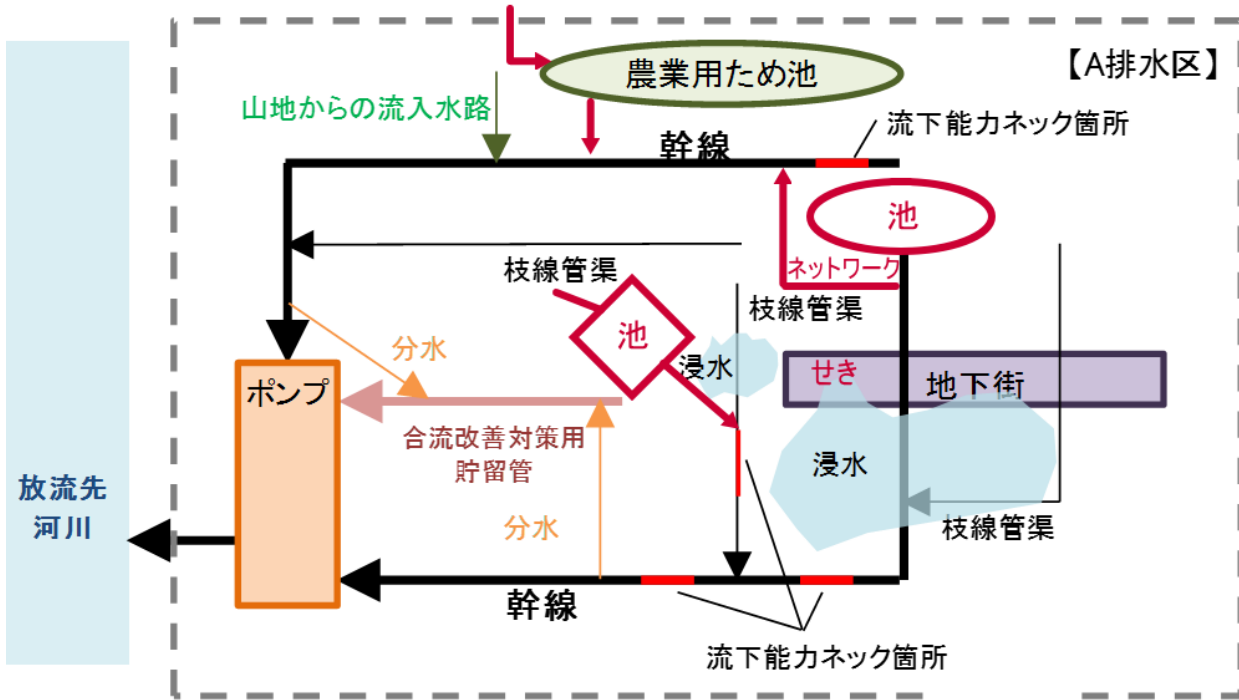 【A排水区】
農業用ため池
山地からの流入水路
流下能力ネック箇所
幹線
池
ネットワーク
枝線管渠
枝線管渠
池
分水
浸水
せき
地下街
ポンプ
合流改善対策用
貯留管
浸水
放流先
河川
分水
枝線管渠
幹線
流下能力ネック箇所